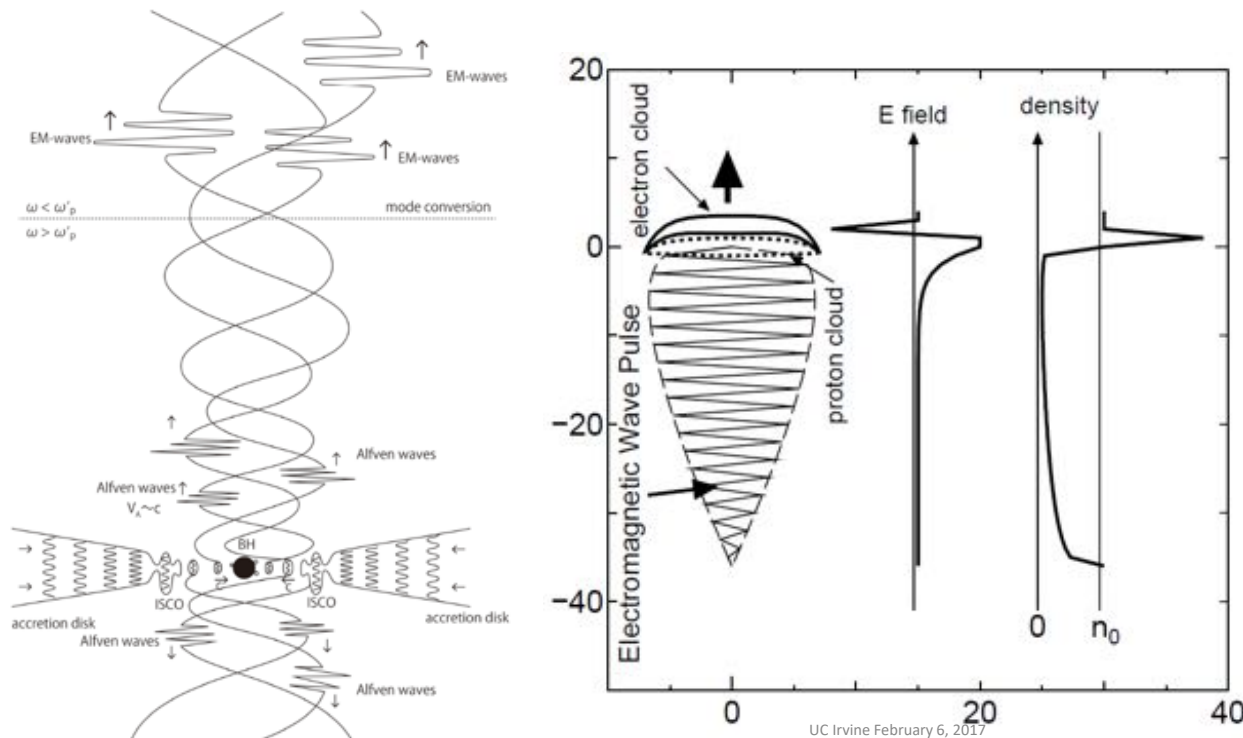 EM-waves
EM-waves
EM-waves
ω < ω'p
mode conversion
ω > ω'p
Alfven waves
Alfven waves
VA~c
BH
ISCO
ISCO
accretion disk
accretion disk
Alfven waves
Alfven waves
20
0
−20
−40
electron cloud
E field
density
proton cloud
Electromagnetic Wave Pulse
0
n0
0
20
40
UC Irvine February 6, 2017